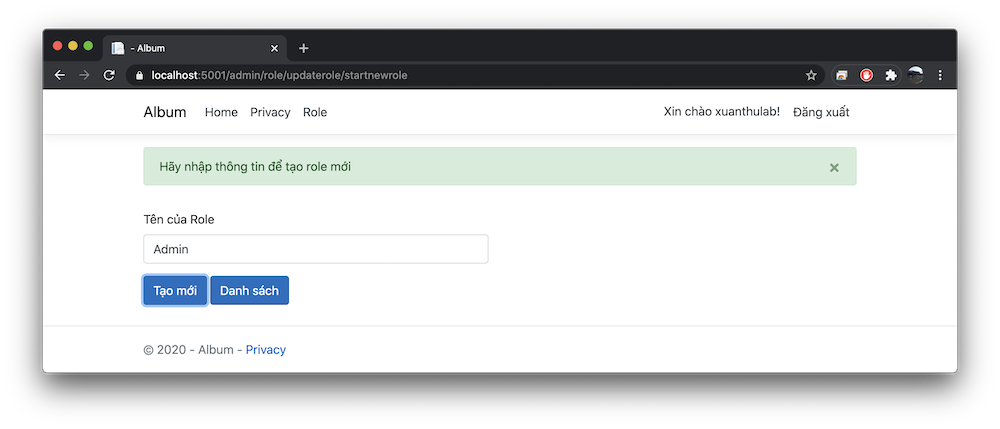 - Album
localhost:5001/admin/role/updaterole/startnewrole
Album Home Privacy Role Xin chào xuanthulab! Đăng xuất
Hãy nhập thông tin để tạo role mới
Tên của Role
Admin
Tạo mới Danh sách
© 2020 - Album - Privacy